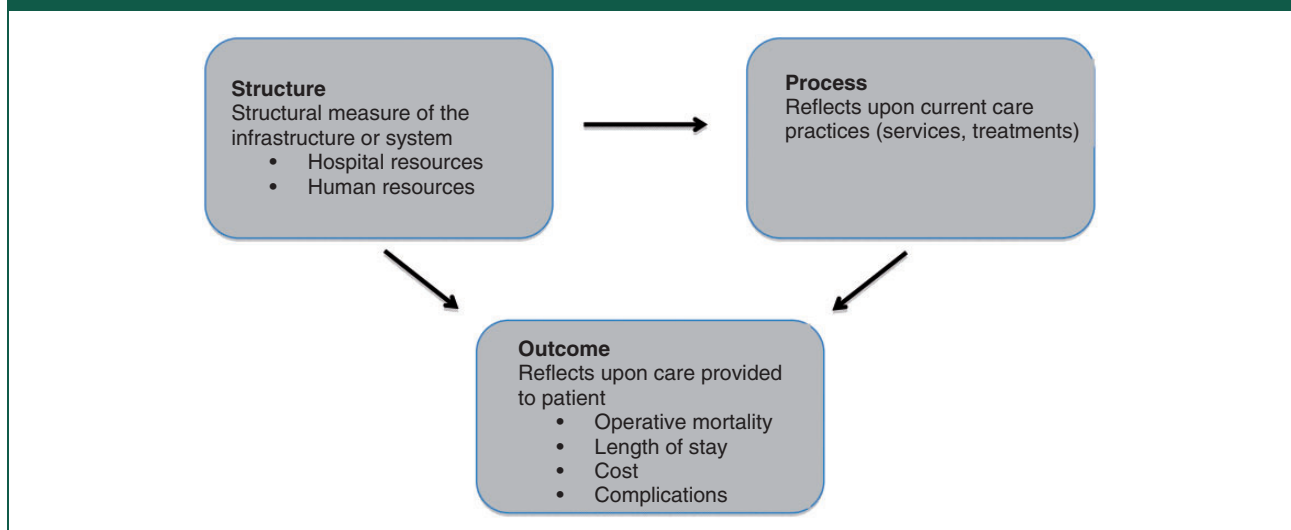 Structure
Structural measure of the
infrastructure or system
• Hospital resources
• Human resources
Process
Reflects upon current care
practices (services, treatments)
Outcome
Reflects upon care provided
to patient
• Operative mortality
• Length of stay
• Cost
• Complications